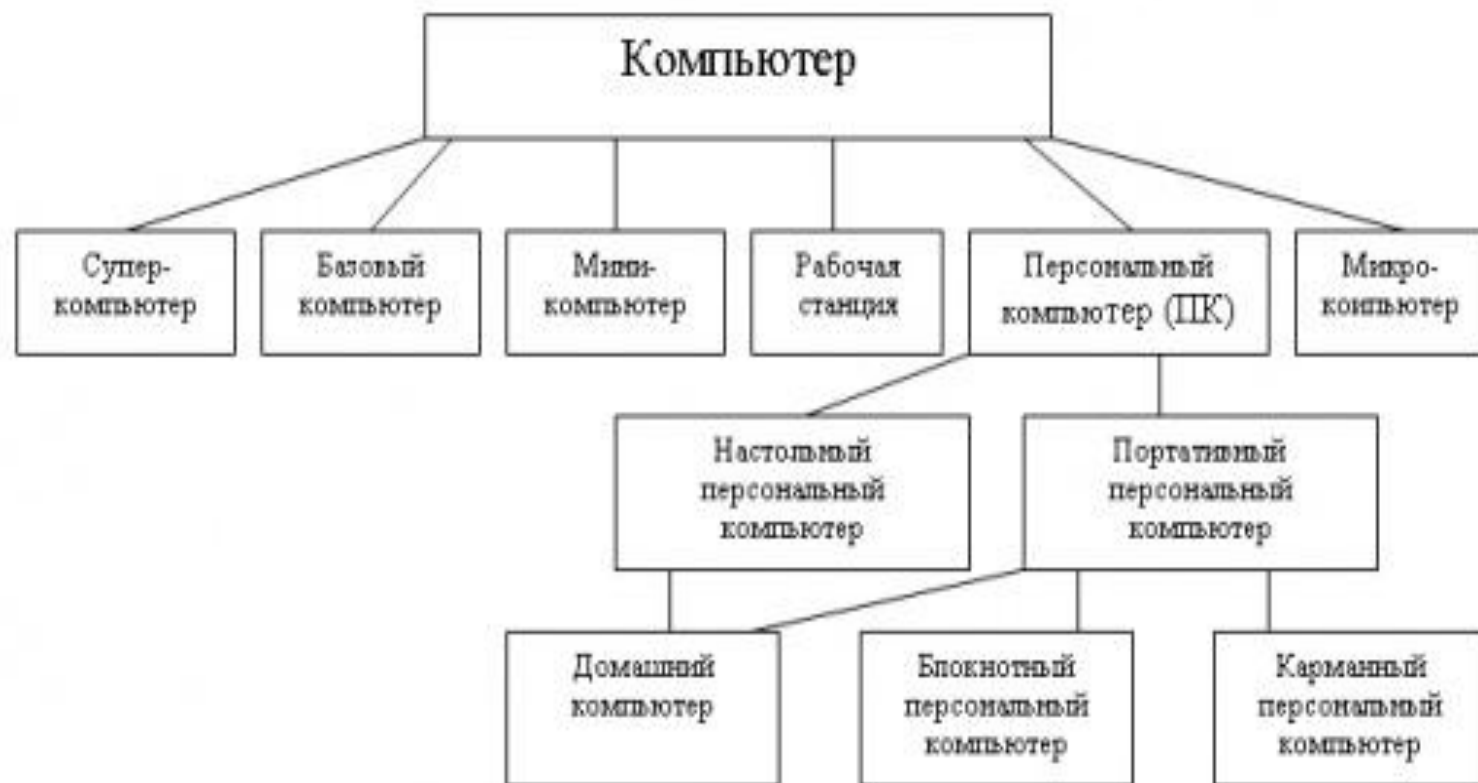 Компьютер
Супер-
компьютер
Базовый
компьютер
Мини-
компьютер
Рабочая
станция
Персональный
компьютер (ПК)
Микро-
коипьютер
Настольный
персональный
компьютер
Портативный
персональный
компьютер
Домашний
компьютер
Блокнотный
персональный
компьютер
Карманный
персональный
компьютер